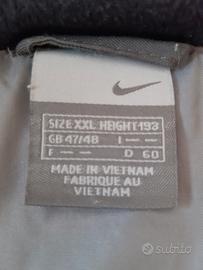 SIZE XXL HEIGHT 193
GB 47/48 I ---
F --- D 60
MADE IN VIETNAM
FABRIQUE AU
VIETNAM
subito